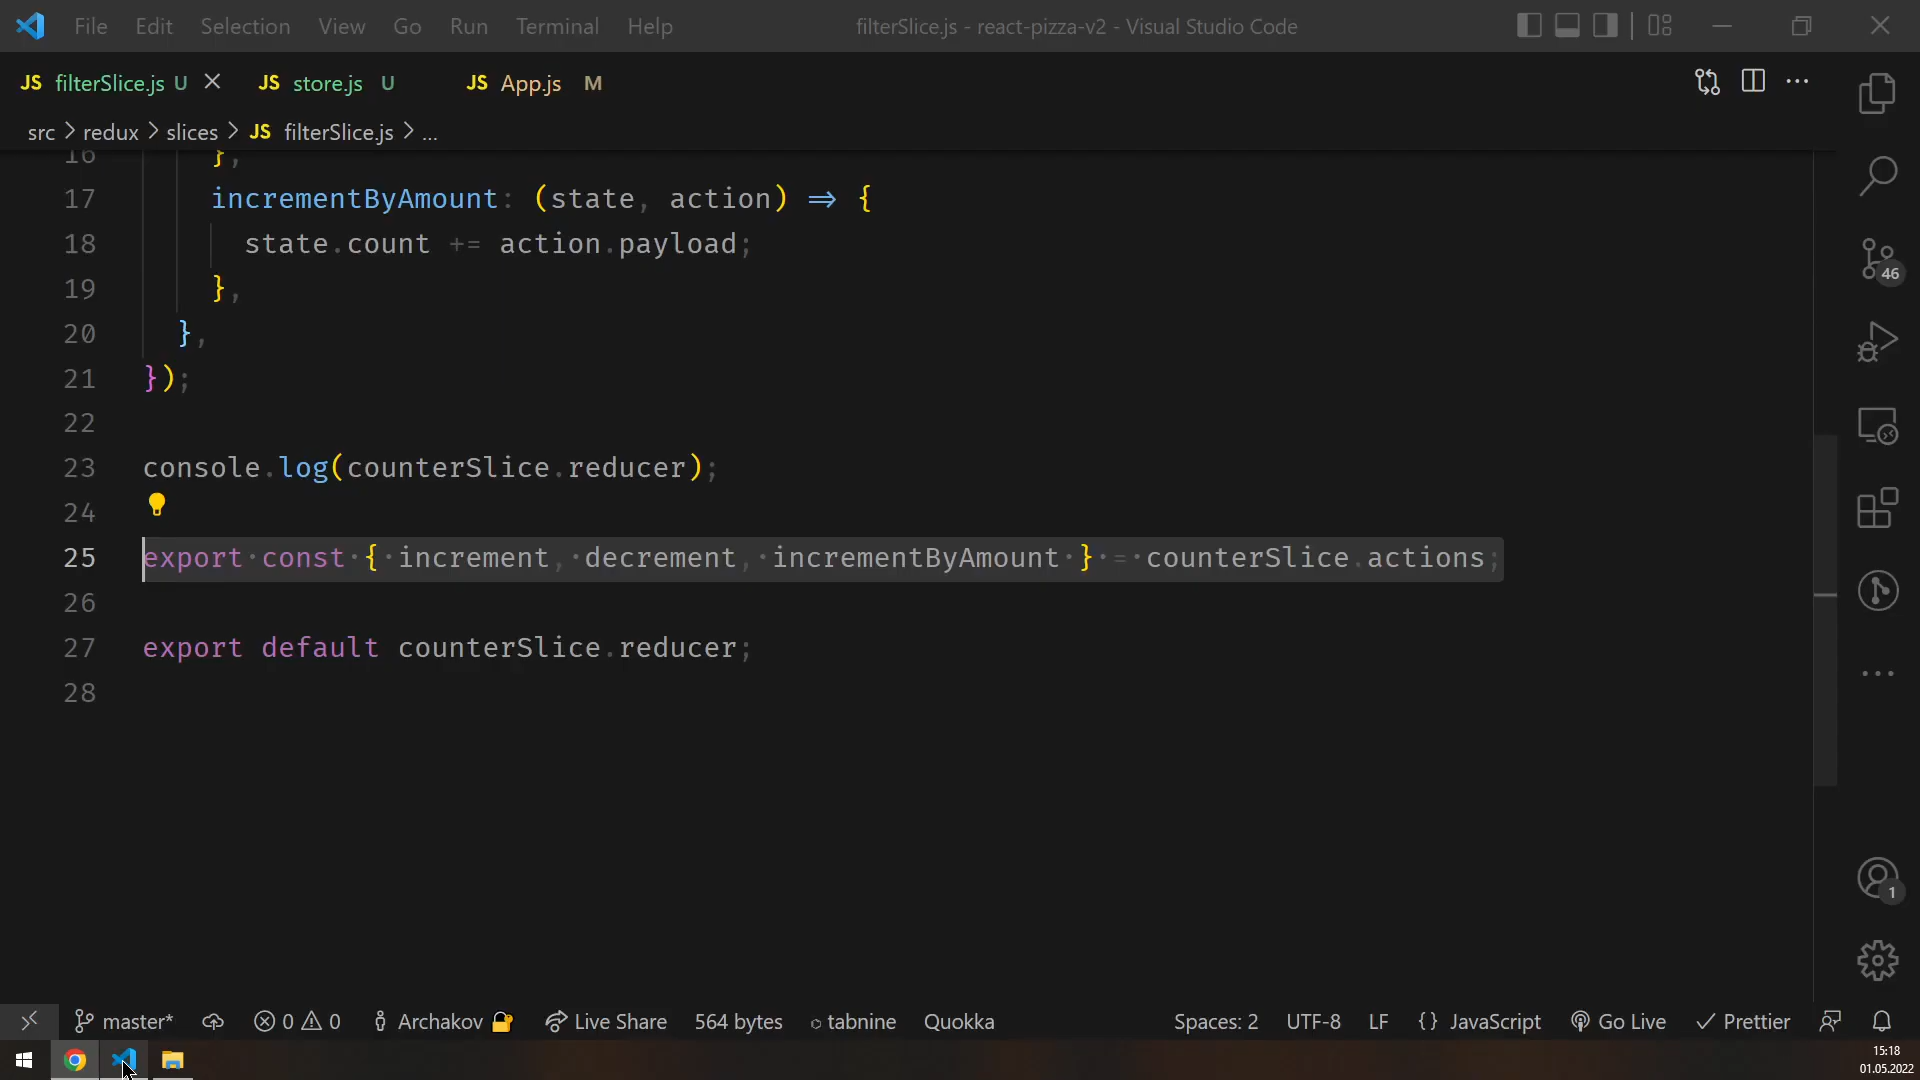 File Edit Selection View Go Run Terminal Help filterSlice.js - react-pizza-v2 - Visual Studio Code
JS filterSlice.js U JS store.js U JS App.js M
src > redux > slices > JS filterSlice.js > ...
16 },
17 incrementByAmount: (state, action) => {
18 state.count += action.payload;
19 },
20 },
21 });
22
23 console.log(counterSlice.reducer);
24
25 export const { increment, decrement, incrementByAmount } = counterSlice.actions;
26
27 export default counterSlice.reducer;
28
46
1
master* 0 0 Archakov Live Share 564 bytes tabnine Quokka Spaces: 2 UTF-8 LF {} JavaScript Go Live Prettier
15:18
01.05.2022